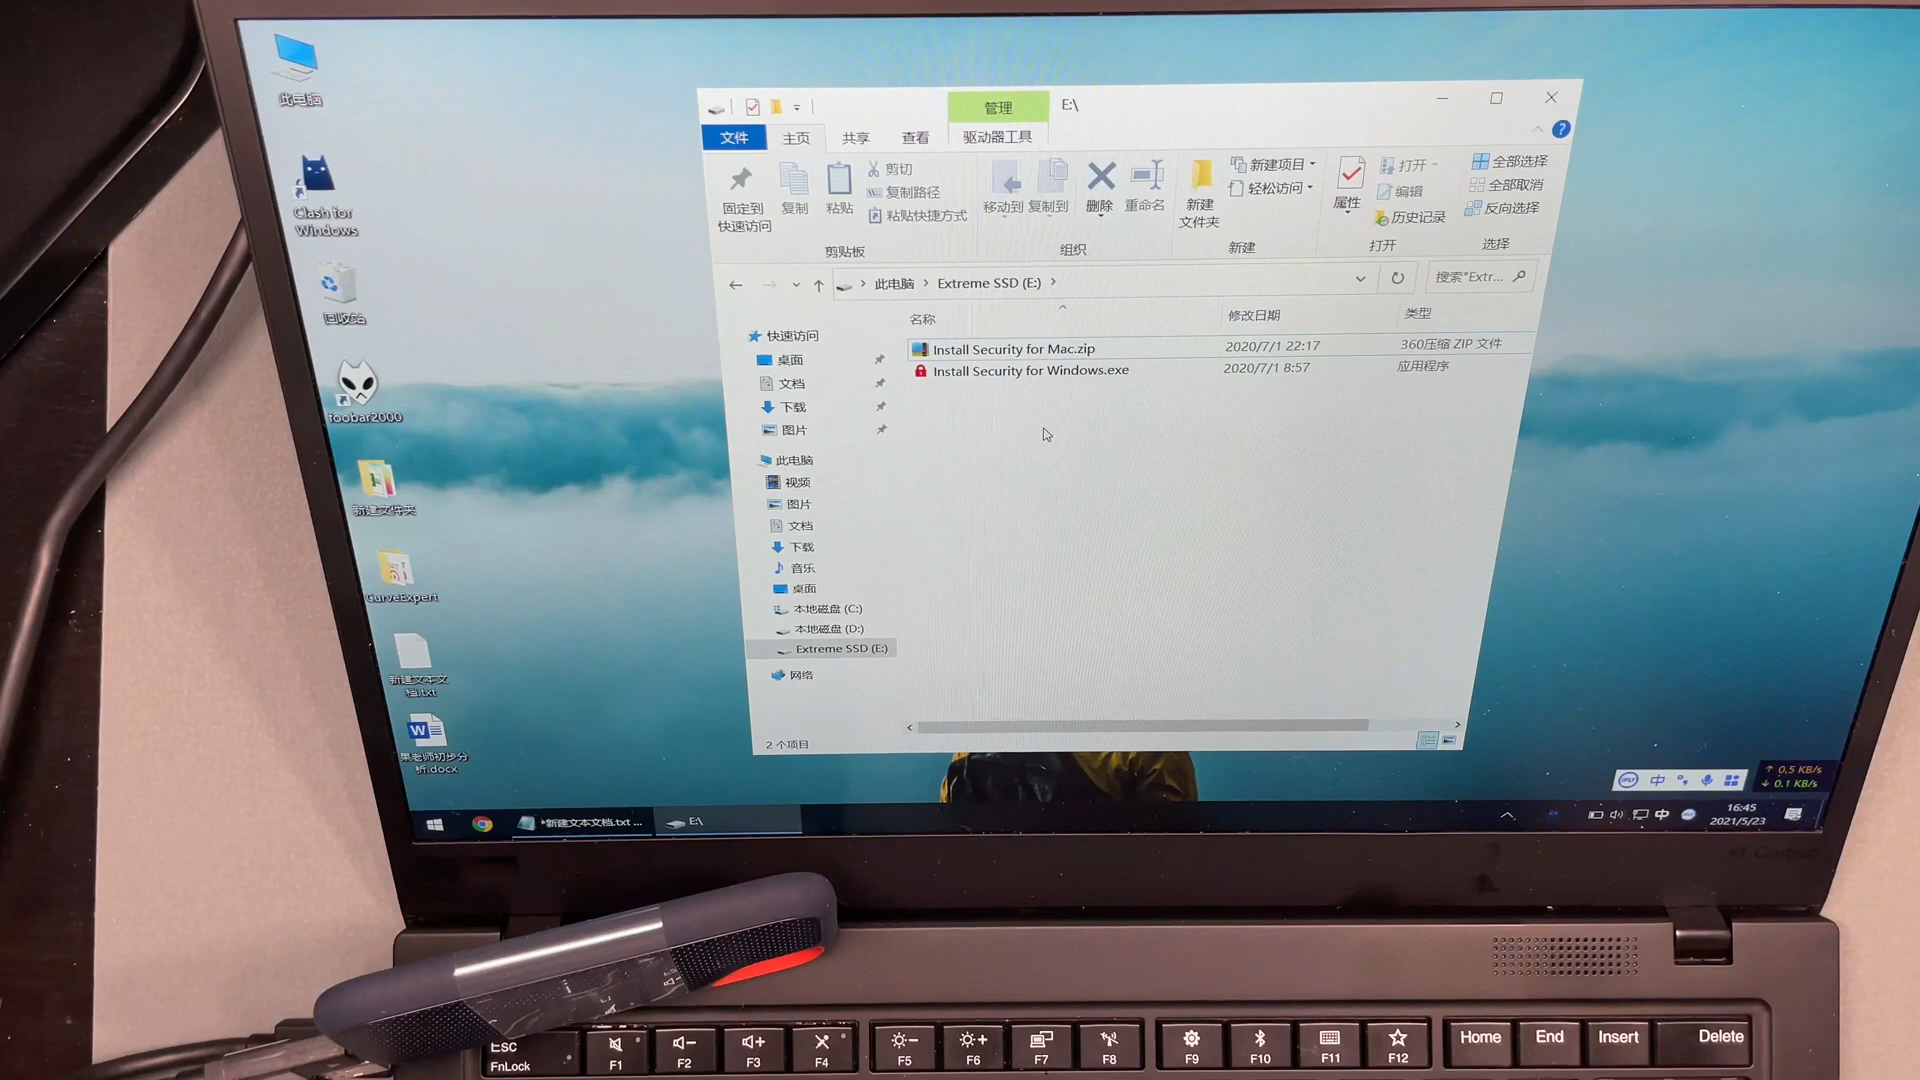 此电脑
Clash for
Windows
回收站
foobar2000
新建文件夹
CurveExpert
新建文本文
档.txt
果老师初步分
析.docx
管理
E:\
文件
主页
共享
查看
驱动器工具
固定到
快速访问
复制
粘贴
剪切
复制路径
粘贴快捷方式
剪贴板
移动到
复制到
删除
重命名
组织
新建
文件夹
新建项目
轻松访问
新建
属性
打开
编辑
历史记录
打开
全部选择
全部取消
反向选择
选择
此电脑
Extreme SSD (E:)
搜索"Extr...
名称
修改日期
类型
Install Security for Mac.zip
2020/7/1 22:17
360压缩 ZIP 文件
Install Security for Windows.exe
2020/7/1 8:57
应用程序
快速访问
桌面
文档
下载
图片
此电脑
视频
图片
文档
下载
音乐
桌面
本地磁盘 (C:)
本地磁盘 (D:)
Extreme SSD (E:)
网络
2 个项目
中
↑ 0.5 KB/s
↓ 0.1 KB/s
*新建文本文档.txt ...
E:\
中
16:45
2021/5/23
X1 Carbon
Esc
FnLock
F1
F2
F3
F4
F5
F6
F7
F8
F9
F10
F11
F12
Home
End
Insert
Delete